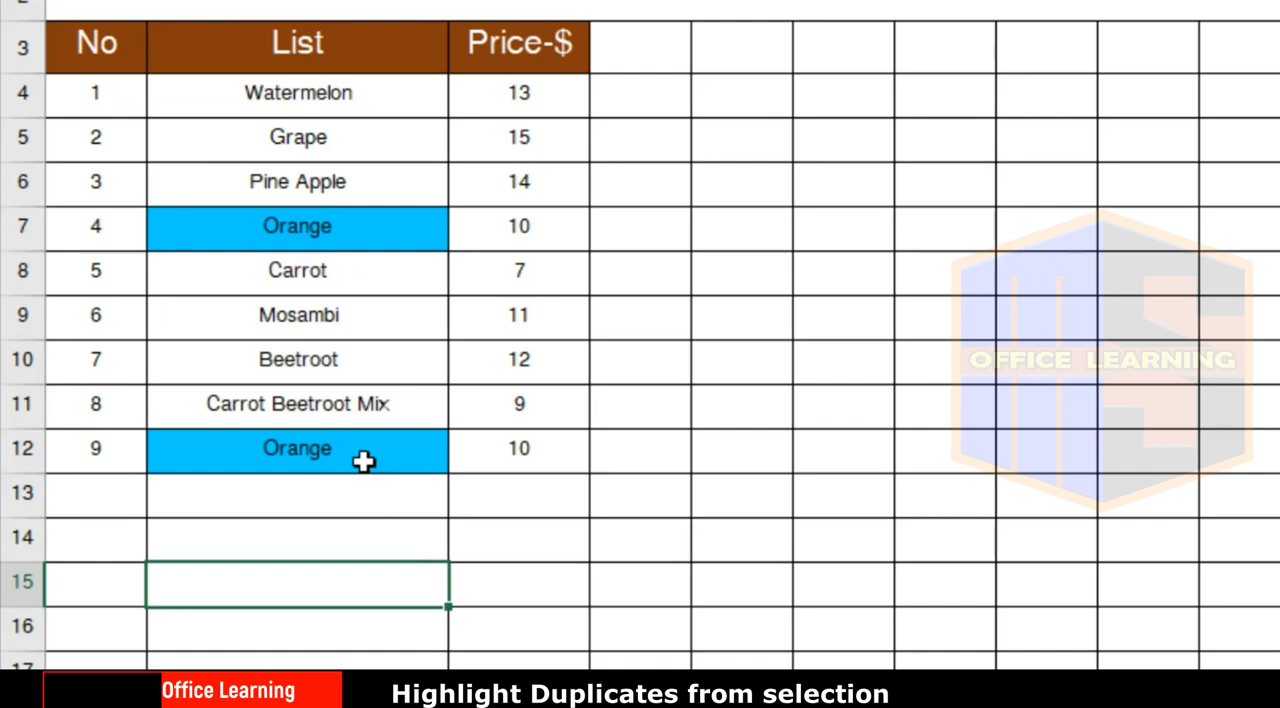 3 No List Price-$
4 1 Watermelon 13
5 2 Grape 15
6 3 Pine Apple 14
7 4 Orange 10
8 5 Carrot 7
9 6 Mosambi 11
10 7 Beetroot 12
11 8 Carrot Beetroot Mix 9
12 9 Orange 10
13
14
15
16
17
OFFICE LEARNING
Office Learning
Highlight Duplicates from selection